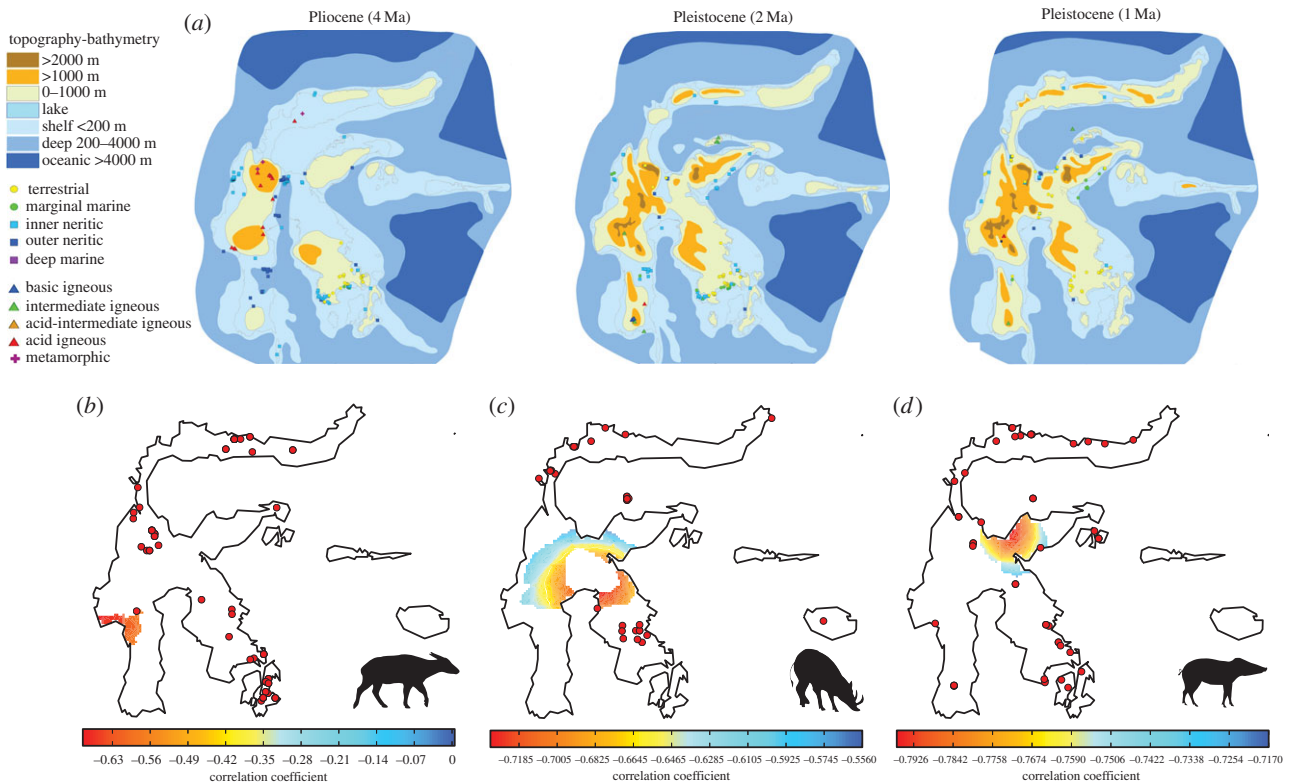 (a)
Pliocene (4 Ma)
Pleistocene (2 Ma)
Pleistocene (1 Ma)
topography-bathymetry
>2000 m
>1000 m
0–1000 m
lake
shelf <200 m
deep 200–4000 m
oceanic >4000 m
terrestrial
marginal marine
inner neritic
outer neritic
deep marine
basic igneous
intermediate igneous
acid-intermediate igneous
acid igneous
metamorphic
(b)
(c)
(d)
–0.63 –0.56 –0.49 –0.42 –0.35 –0.28 –0.21 –0.14 –0.07 0
correlation coefficient
–0.7185 –0.7005 –0.6825 –0.6645 –0.6465 –0.6285 –0.6105 –0.5925 –0.5745 –0.5560
correlation coefficient
–0.7926 –0.7842 –0.7758 –0.7674 –0.7590 –0.7506 –0.7422 –0.7338 –0.7254 –0.7170
correlation coefficient